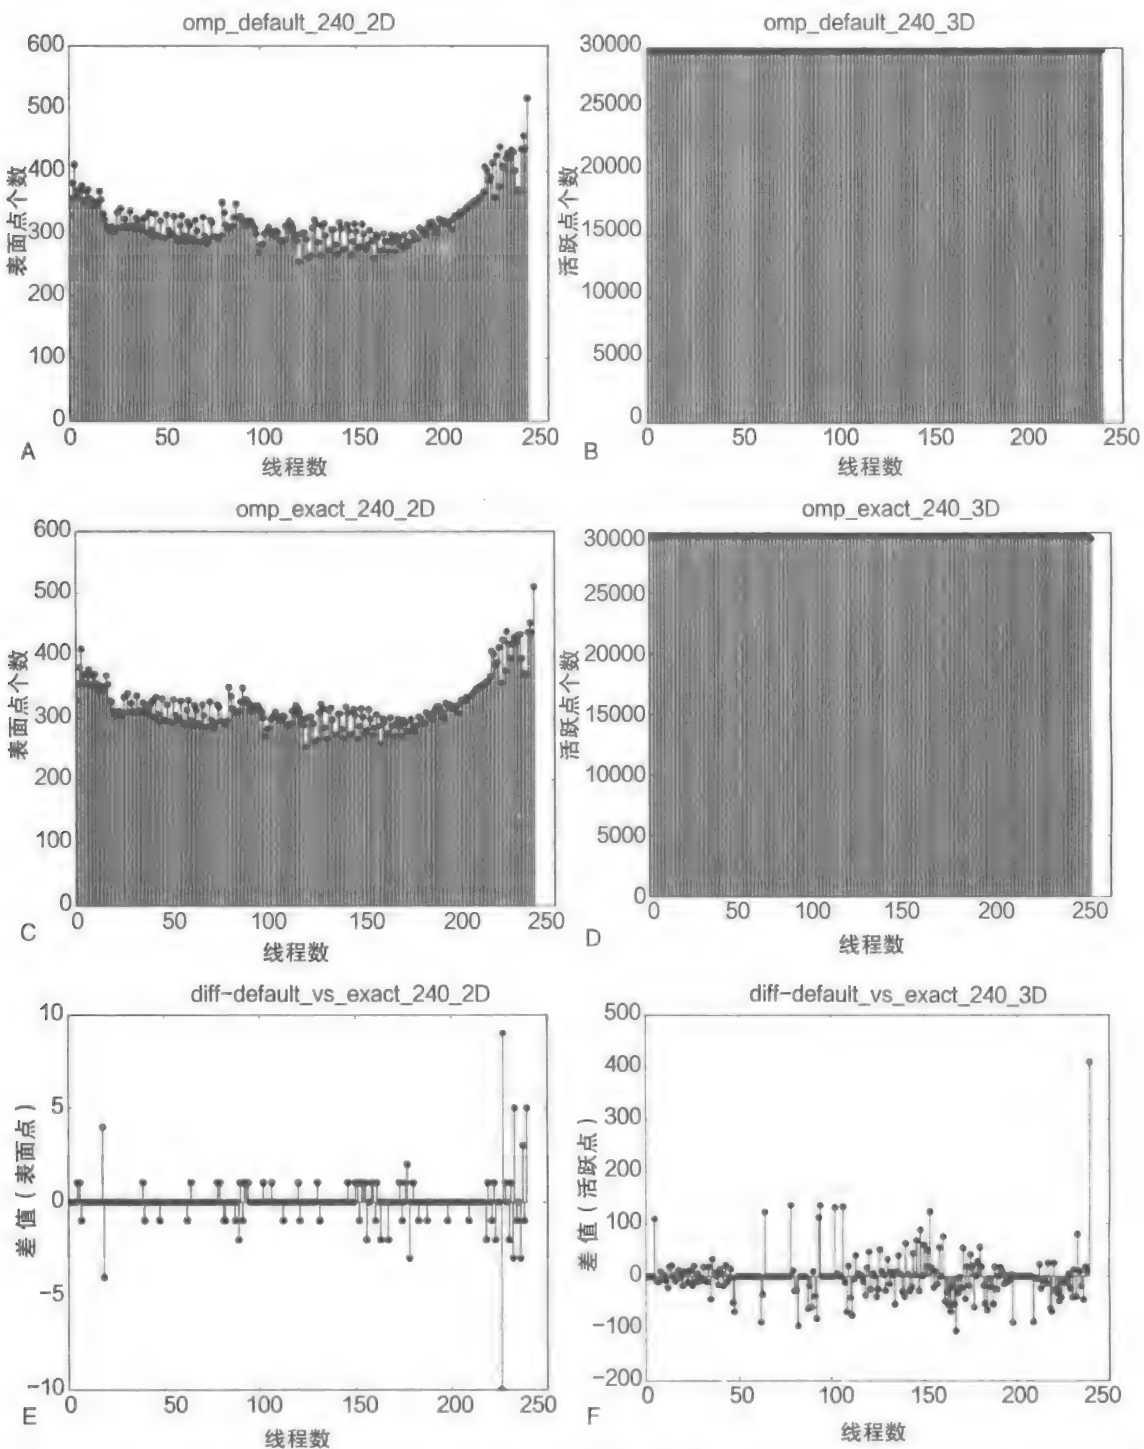 omp_default_240_2D
600
500
400
300
200
100
0
表面点个数
0 50 100 150 200 250
线程数
A
omp_default_240_3D
30000
25000
20000
15000
10000
5000
0
活跃点个数
0 50 100 150 200 250
线程数
B
omp_exact_240_2D
600
500
400
300
200
100
0
表面点个数
0 50 100 150 200 250
线程数
C
omp_exact_240_3D
30000
25000
20000
15000
10000
5000
0
活跃点个数
0 50 100 150 200 250
线程数
D
diff-default_vs_exact_240_2D
10
5
0
-5
-10
差值(表面点)
0 50 100 150 200 250
线程数
E
diff-default_vs_exact_240_3D
500
400
300
200
100
0
-100
-200
差值(活跃点)
0 50 100 150 200 250
线程数
F